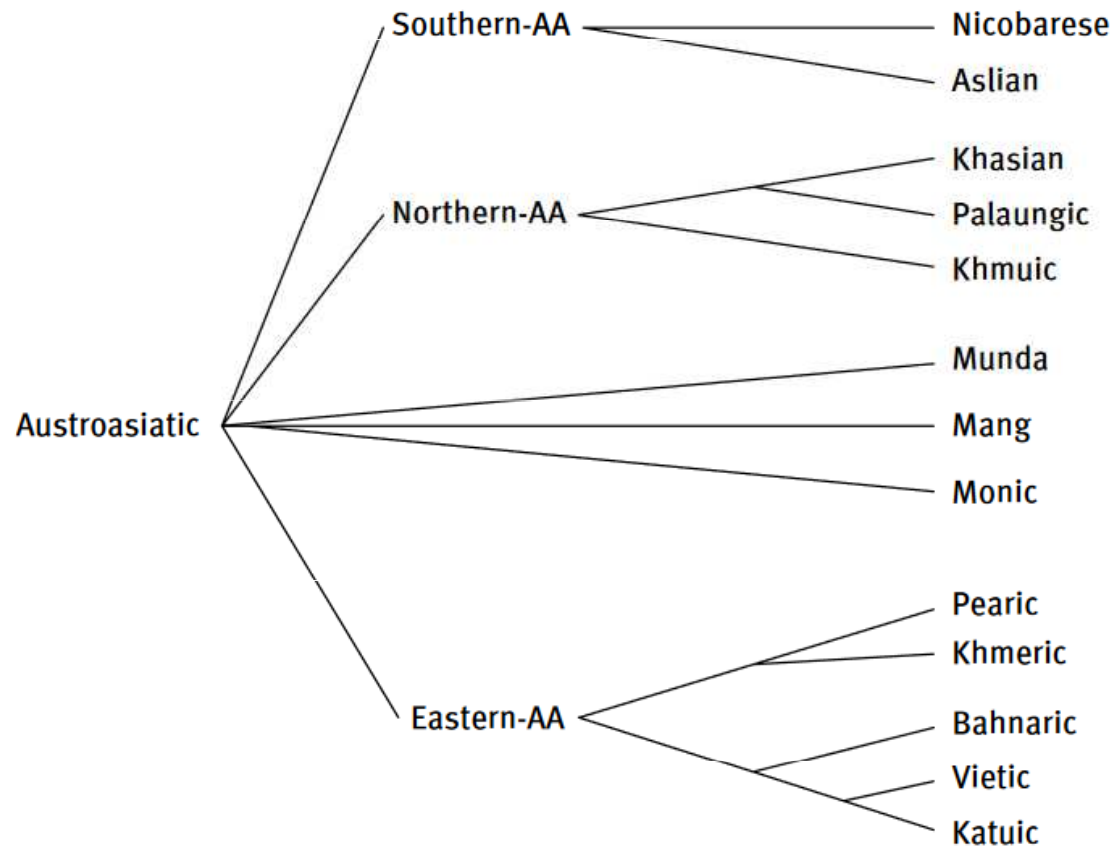 Southern-AA
Nicobarese
Aslian
Khasian
Northern-AA
Palaungic
Khmuic
Munda
Austroasiatic
Mang
Monic
Pearic
Khmeric
Eastern-AA
Bahnaric
Vietic
Katuic